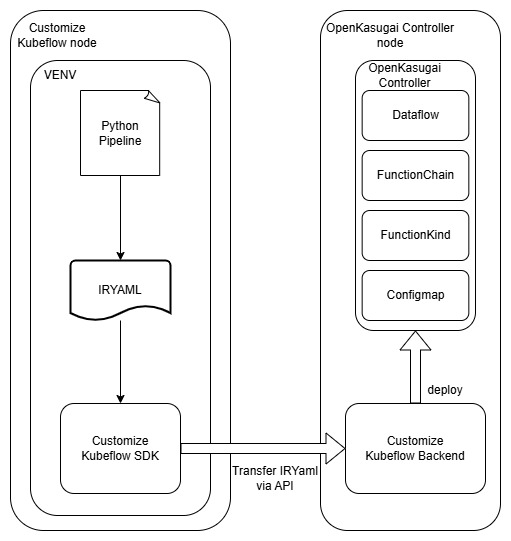 Customize
Kubeflow node
VENV
Python
Pipeline
IRYAML
Customize
Kubeflow SDK
Transfer IRYaml
via API
OpenKasugai Controller
node
OpenKasugai
Controller
Dataflow
FunctionChain
FunctionKind
Configmap
deploy
Customize
Kubeflow Backend